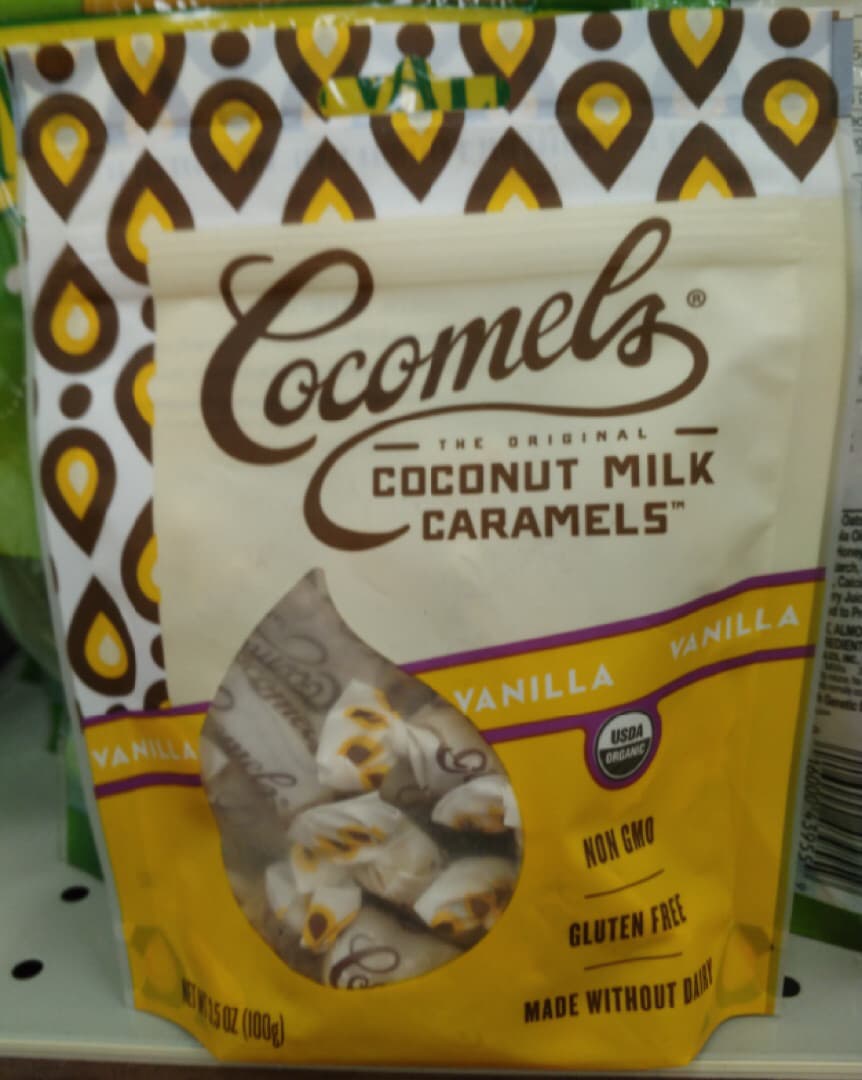 Cocomels®
THE ORIGINAL
COCONUT MILK
CARAMELS™
VANILLA VANILLA VANILLA
USDA
ORGANIC
NON GMO
GLUTEN FREE
MADE WITHOUT DAIRY
NET WT 3.5 OZ (100g)